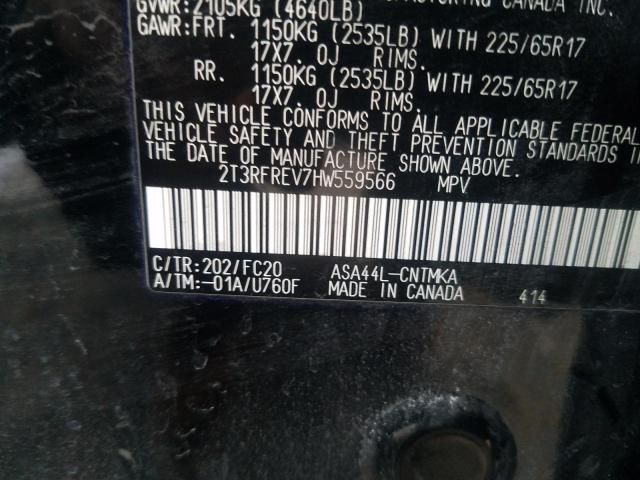 CANADA INC.
GVWR:2105KG (4640LB)
GAWR:FRT. 1150KG (2535LB) WITH 225/65R17
17X7.0J RIMS.
RR. 1150KG (2535LB) WITH 225/65R17
17X7.0J RIMS.
THIS VEHICLE CONFORMS TO ALL APPLICABLE FEDERAL
VEHICLE SAFETY AND THEFT PREVENTION STANDARDS I
THE DATE OF MANUFACTURE SHOWN ABOVE.
2T3RFREV7HW559566 MPV
C/TR:202/FC20 ASA44L-CNTMKA
A/TM:-01A/U760F MADE IN CANADA 414